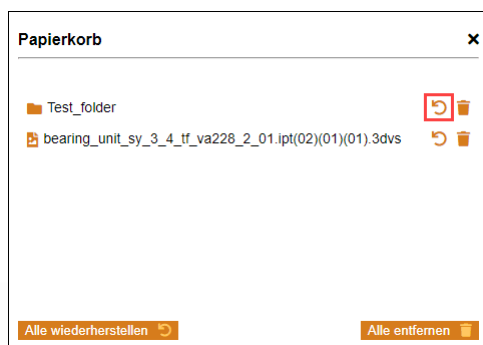 Papierkorb
Test_folder
bearing_unit_sy_3_4_tf_va228_2_01.ipt(02)(01)(01).3dvs
Alle wiederherstellen
Alle entfernen